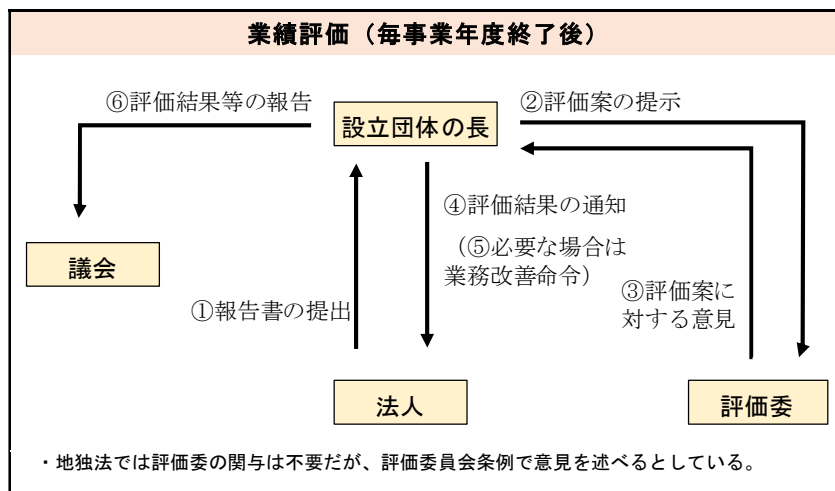 業績評価（毎事業年度終了後）
⑥評価結果等の報告
②評価案の提示
設立団体の長
④評価結果の通知
（⑤必要な場合は
業務改善命令）
議会
①報告書の提出
③評価案に
対する意見
法人
評価委
・地独法では評価委の関与は不要だが、評価委員会条例で意見を述べるとしている。